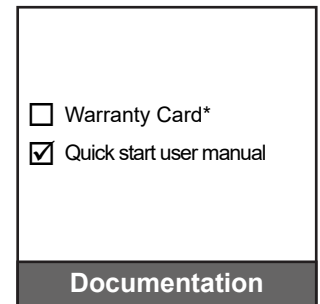 ☐ Warranty Card*
☑ Quick start user manual
Documentation